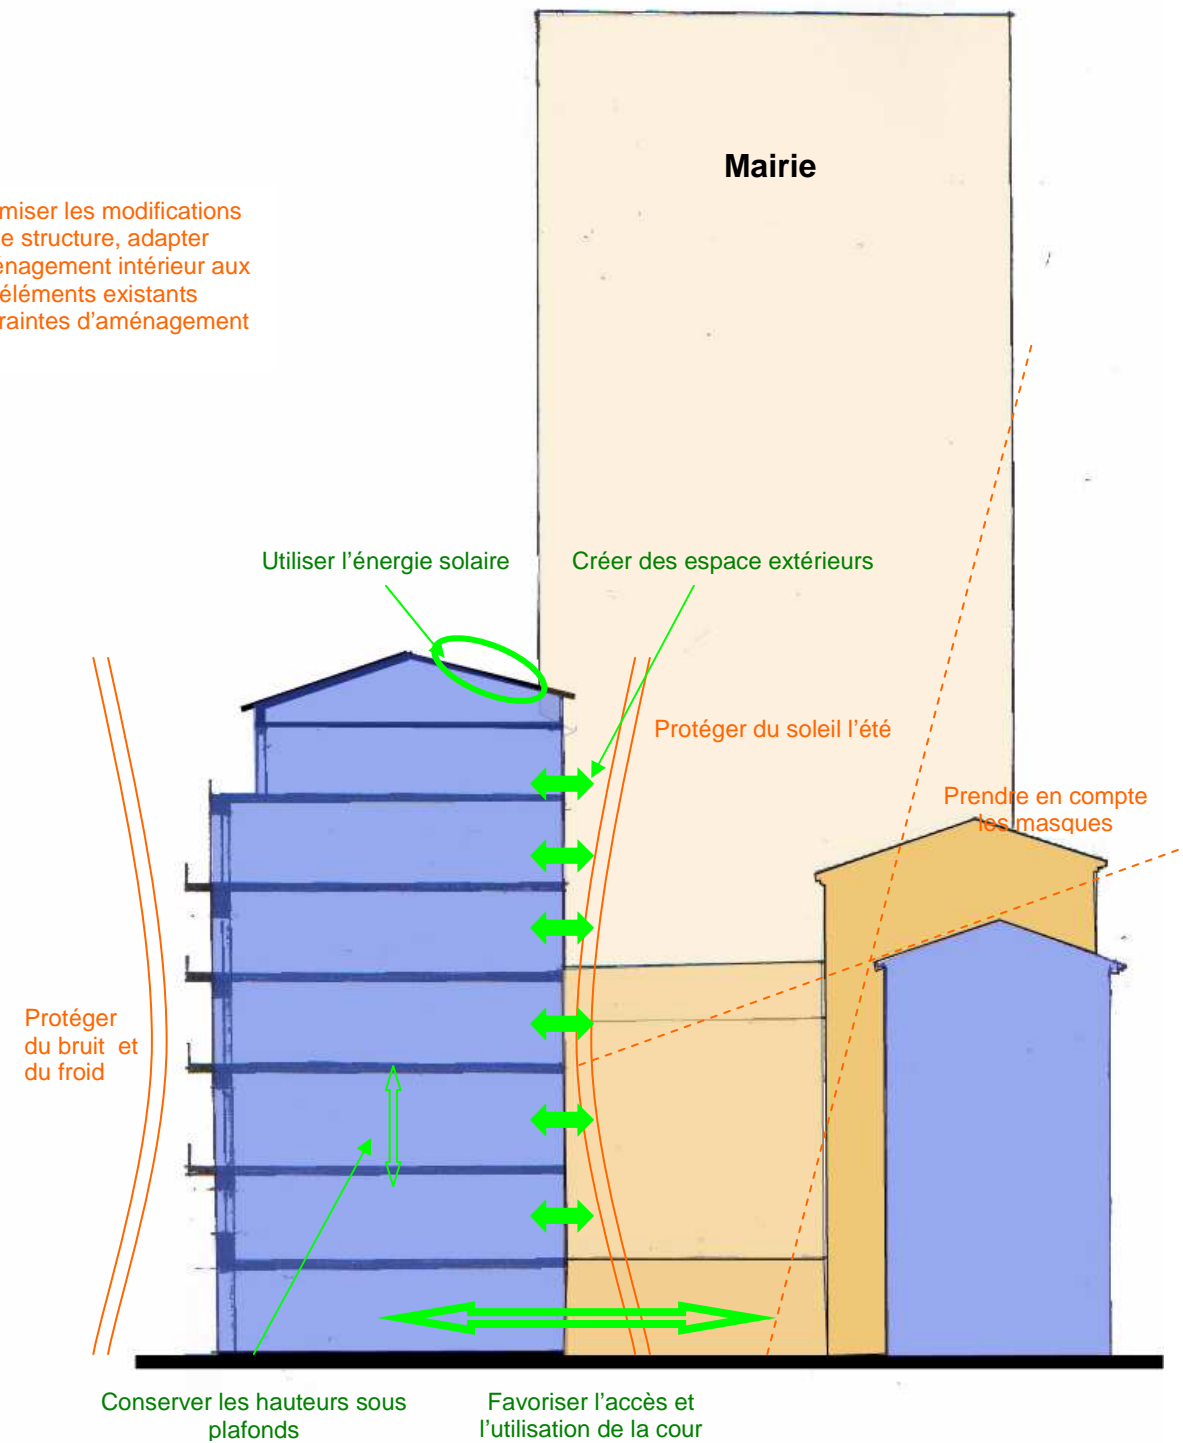 Mairie
miser les modifications
e structure, adapter
énagement intérieur aux
éléments existants
raintes d'aménagement
Utiliser l'énergie solaire
Créer des espace extérieurs
Protéger du soleil l'été
Prendre en compte
les masques
Protéger
du bruit et
du froid
Conserver les hauteurs sous
plafonds
Favoriser l'accès et
l'utilisation de la cour